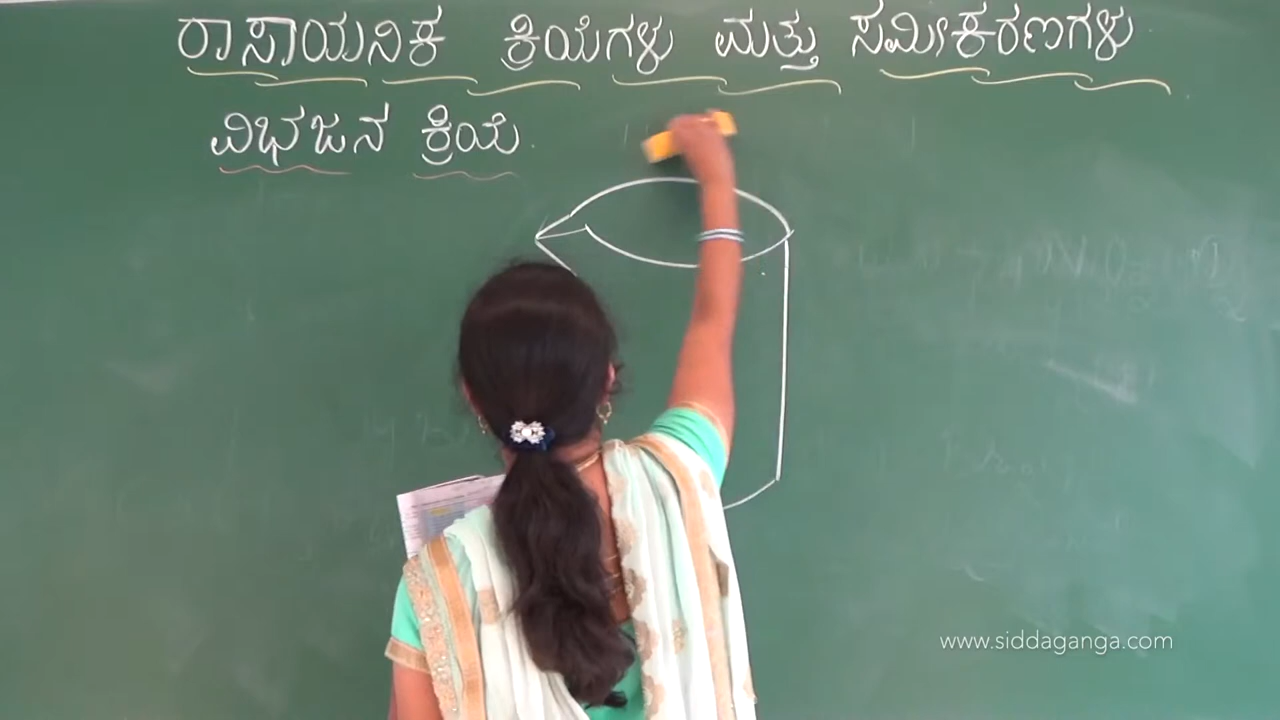 ರಾಸಾಯನಿಕ ಕ್ರಿಯೆಗಳು ಮತ್ತು ಸಮೀಕರಣಗಳು
ವಿಭಜನ ಕ್ರಿಯೆ.
www.siddaganga.com